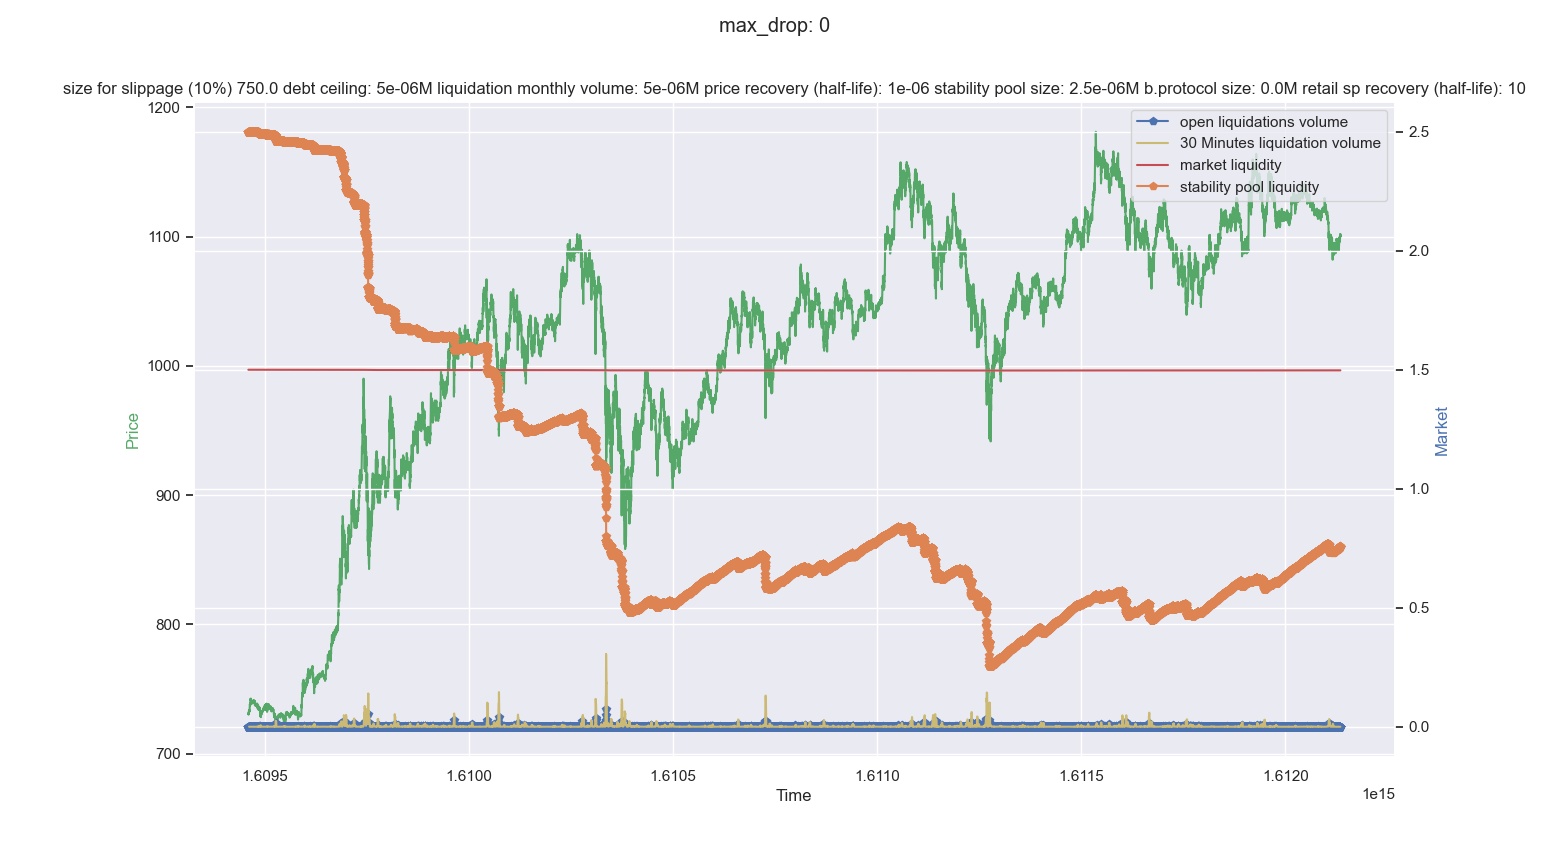 max_drop: 0
size for slippage (10%) 750.0 debt ceiling: 5e-06M liquidation monthly volume: 5e-06M price recovery (half-life): 1e-06 stability pool size: 2.5e-06M b.protocol size: 0.0M retail sp recovery (half-life): 10
open liquidations volume
30 Minutes liquidation volume
market liquidity
stability pool liquidity
1200
1100
1000
900
800
700
Price
2.5
2.0
1.5
1.0
0.5
0.0
Market
1.6095 1.6100 1.6105 1.6110 1.6115 1.6120
Time
1e15